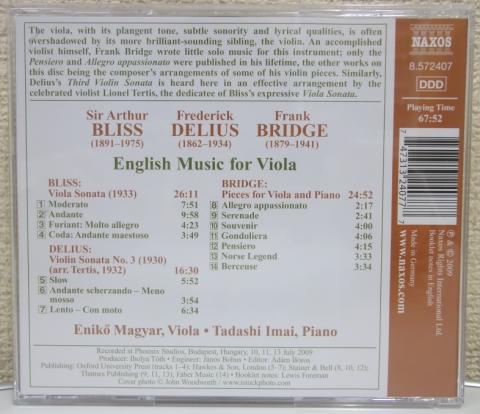 The viola, with its plangent tone, subtle sonority and lyrical qualities, is often
overshadowed by its more brilliant-sounding sibling, the violin. An accomplished
violist himself, Frank Bridge wrote little solo music for this instrument; only the
Pensiero and Allegro appassionato were published in his lifetime, the other works on
this disc being the composer's arrangements of some of his violin pieces. Similarly,
Delius's Third Violin Sonata is heard here in an effective arrangement by the
celebrated violist Lionel Tertis, the dedicatee of Bliss's expressive Viola Sonata.
Sir Arthur
BLISS
(1891–1975)
Frederick
DELIUS
(1862–1934)
Frank
BRIDGE
(1879–1941)
English Music for Viola
BLISS:
Viola Sonata (1933) 26:11
1 Moderato 7:51
2 Andante 9:58
3 Furiant: Molto allegro 4:23
4 Coda: Andante maestoso 3:49
DELIUS:
Violin Sonata No. 3 (1930)
(arr. Tertis, 1932) 16:30
5 Slow 5:52
6 Andante scherzando – Meno
mosso 3:54
7 Lento – Con moto 6:34
BRIDGE:
Pieces for Viola and Piano 24:52
8 Allegro appassionato 2:17
9 Serenade 2:41
10 Souvenir 4:00
11 Gondoliera 4:06
12 Pensiero 4:15
13 Norse Legend 3:33
14 Berceuse 3:34
Enikő Magyar, Viola • Tadashi Imai, Piano
Recorded at Phoenix Studios, Budapest, Hungary, 10, 11, 13 July 2009
Producer: Ibolya Tóth • Engineer: János Bohus • Editor: Ádám Boros
Publishing: Oxford University Press (tracks 1–4); Hawkes & Son, London (5–7); Stainer & Bell (8, 10, 12);
Thames Publishing (9, 11, 13); Faber Music (14) • Booklet notes: Lewis Foreman
Cover photo © John Woodworth / www.istockphoto.com
NAXOS
8.572407
DDD
Playing Time
67:52
7 47313 24077 7
℗ & © 2009
Naxos Rights International Ltd.
Booklet notes in English
Made in Germany
www.naxos.com